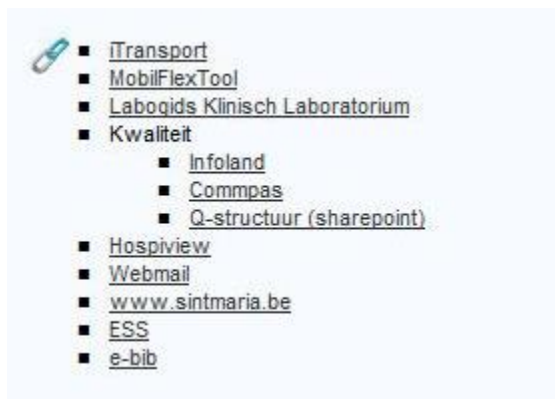 iTransport
MobilFlexTool
Labogids Klinisch Laboratorium
Kwaliteit
Infoland
Commpas
Q-structuur (sharepoint)
Hospiview
Webmail
www.sintmaria.be
ESS
e-bib